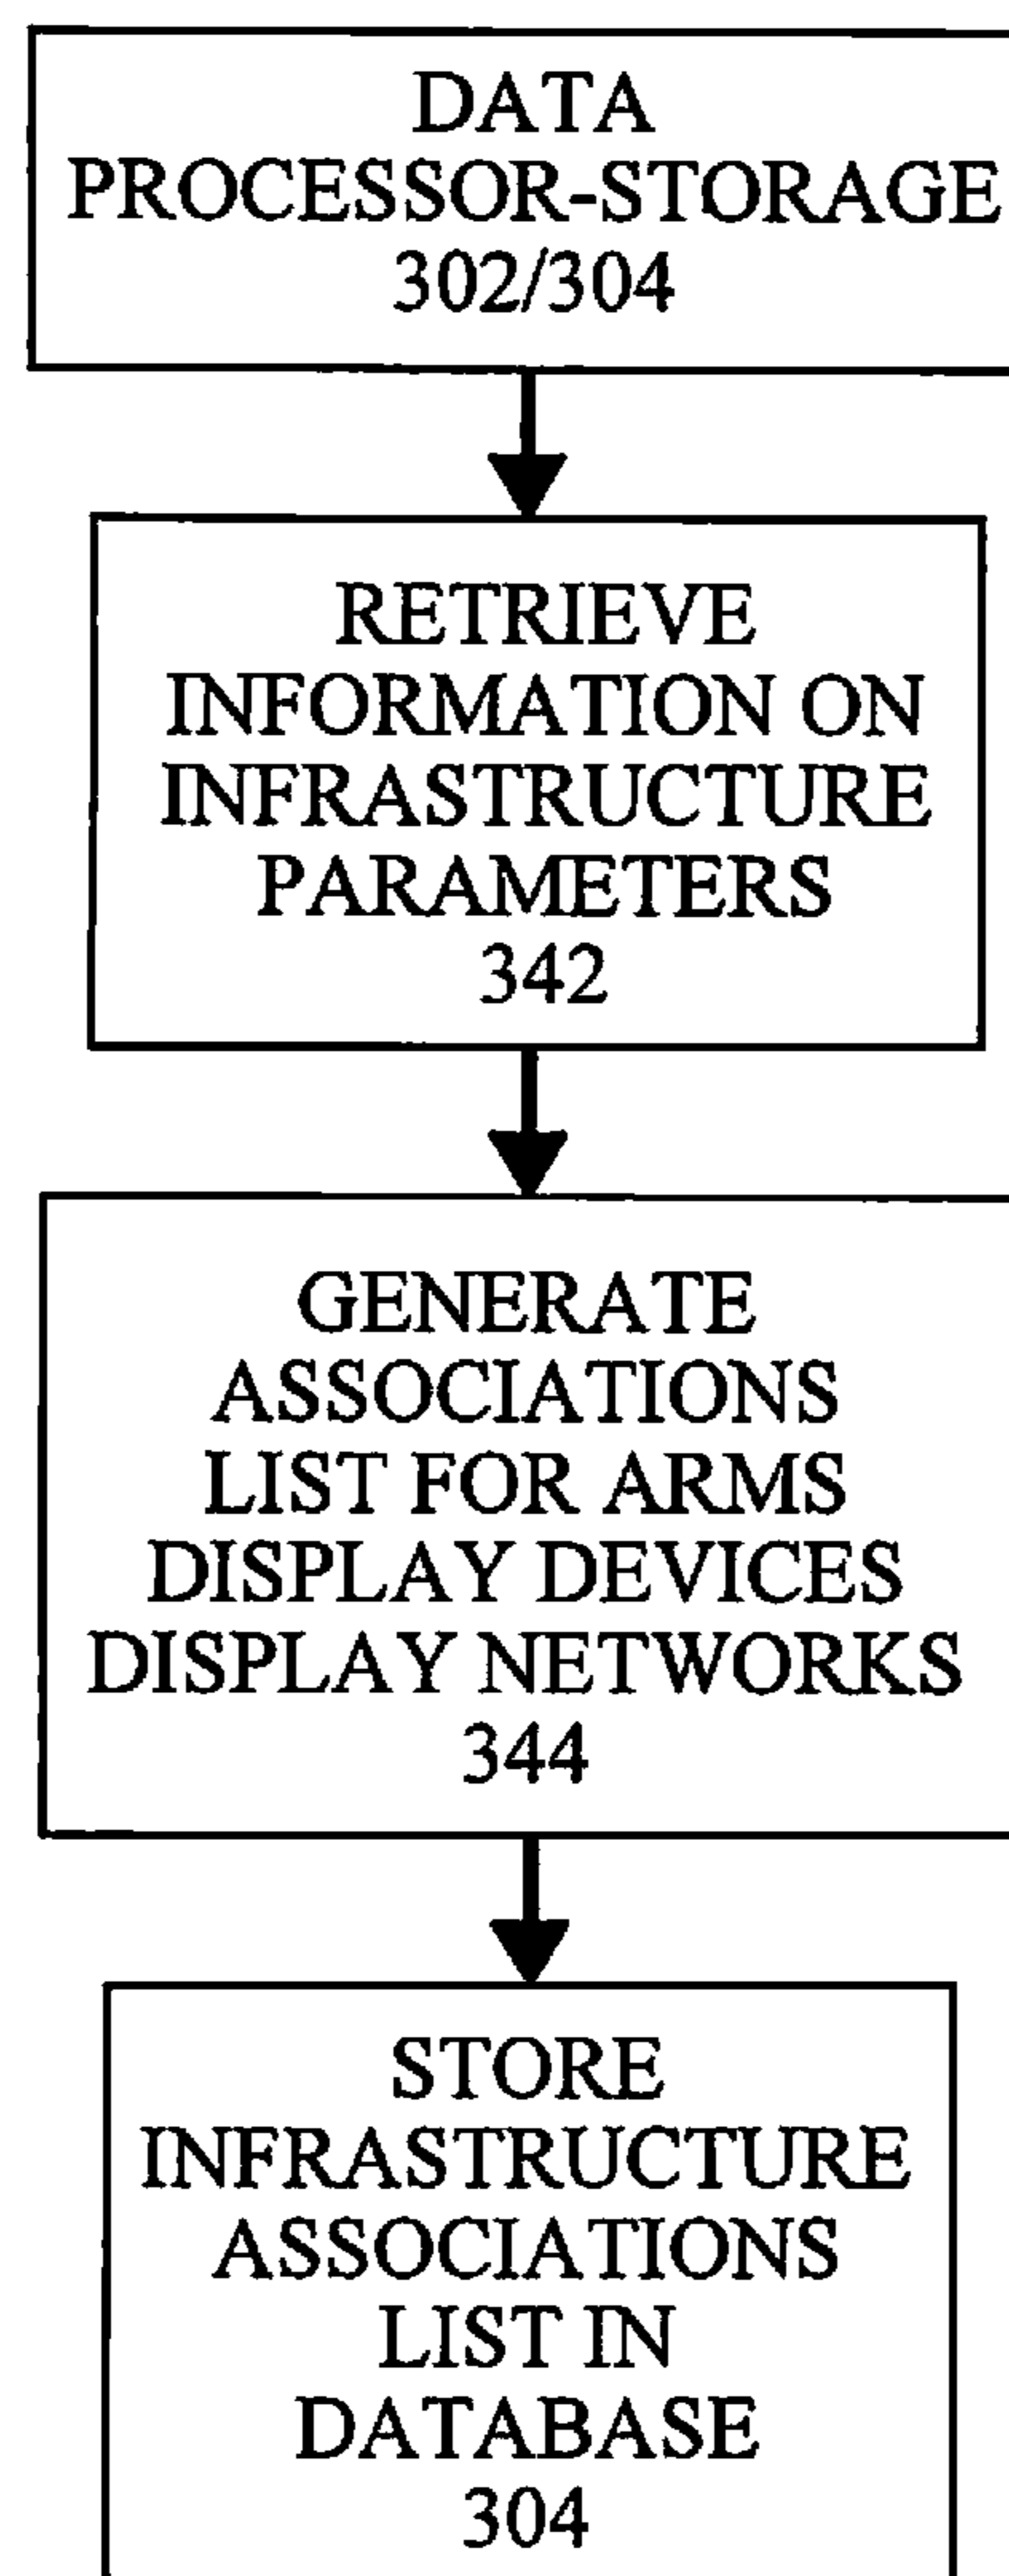 DATA
PROCESSOR-STORAGE
302/304
RETRIEVE
INFORMATION ON
INFRASTRUCTURE
PARAMETERS
342
GENERATE
ASSOCIATIONS
LIST FOR ARMS
DISPLAY DEVICES
DISPLAY NETWORKS
344
STORE
INFRASTRUCTURE
ASSOCIATIONS
LIST IN
DATABASE
304